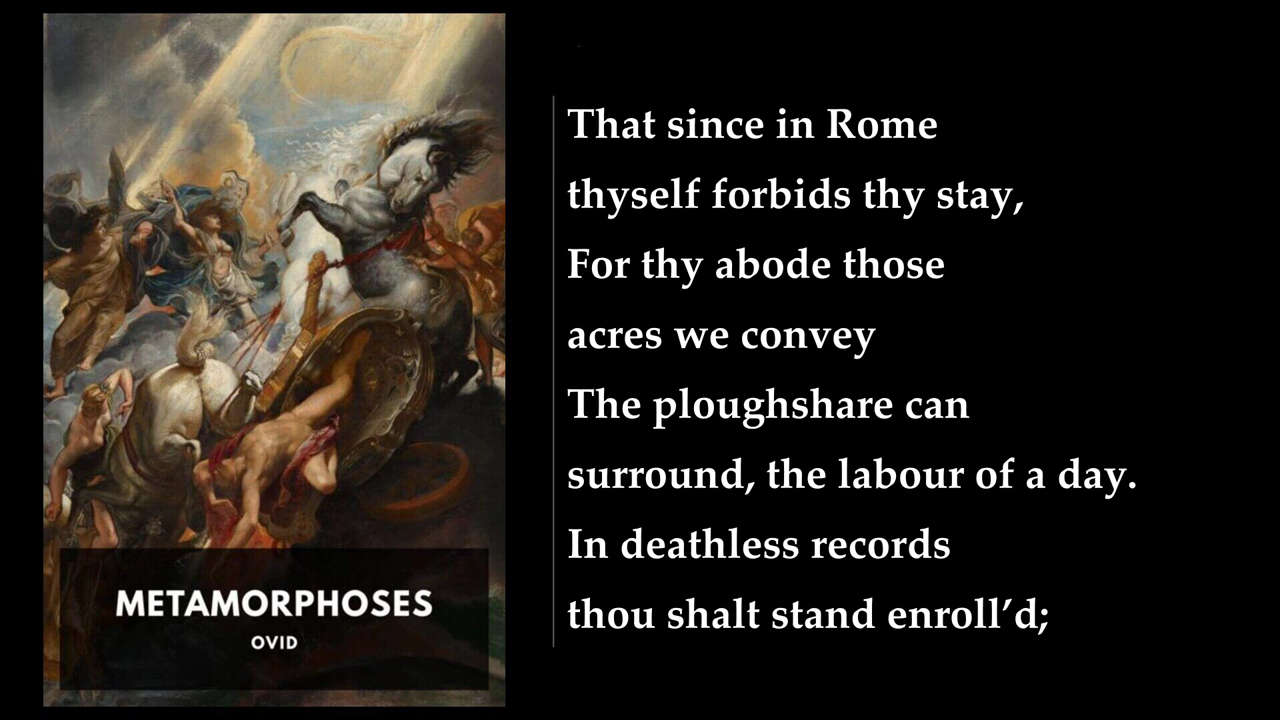 METAMORPHOSES
OVID
That since in Rome
thyself forbids thy stay,
For thy abode those
acres we convey
The ploughshare can
surround, the labour of a day.
In deathless records
thou shalt stand enroll’d;